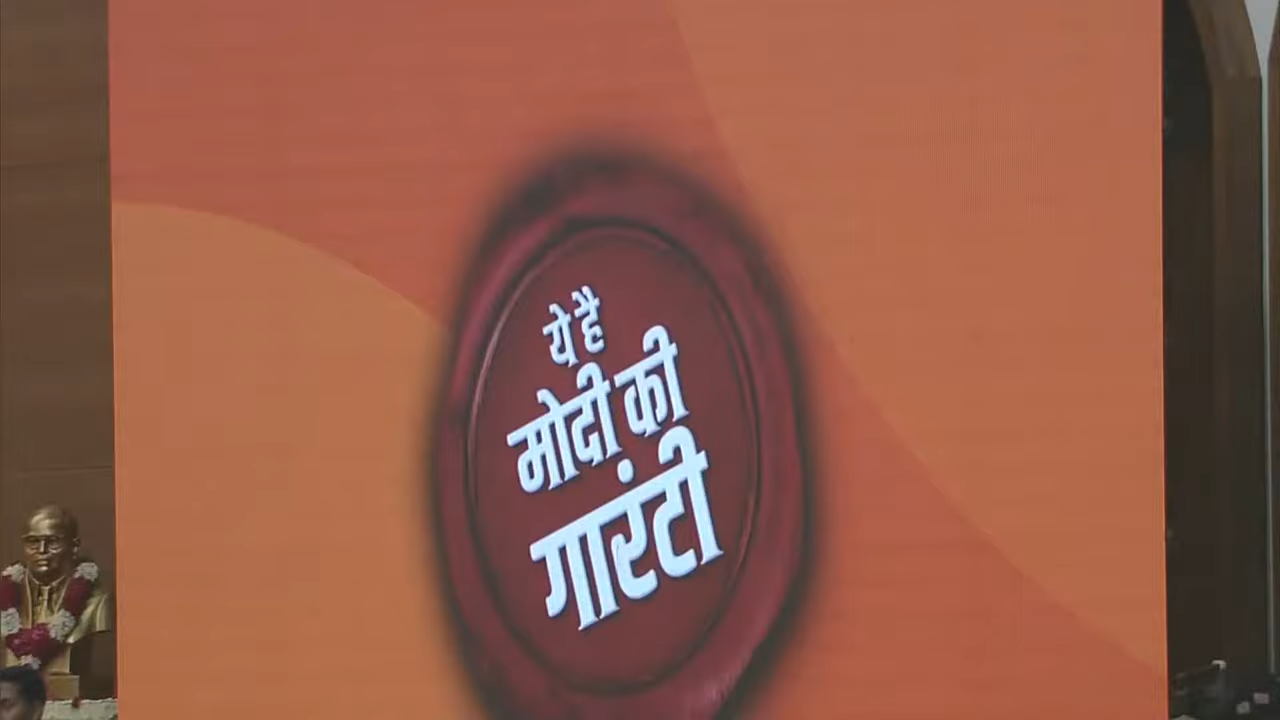 ये है
मोदी की
गारंटी